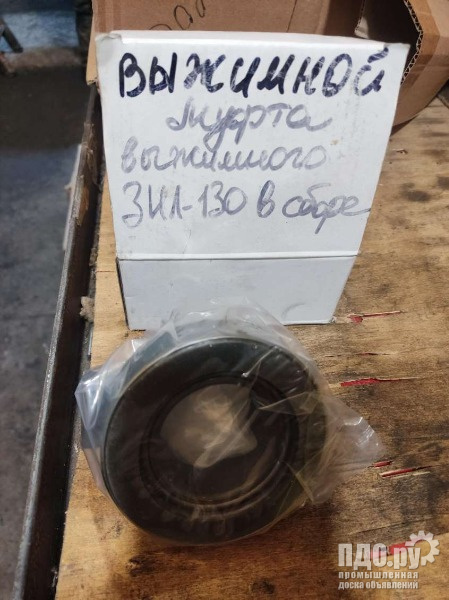 ВЫЖИМНОЙ
муфта
выжимного
ЗИЛ-130 в сборе
ПДО.ру
промышленная
доска объявлений